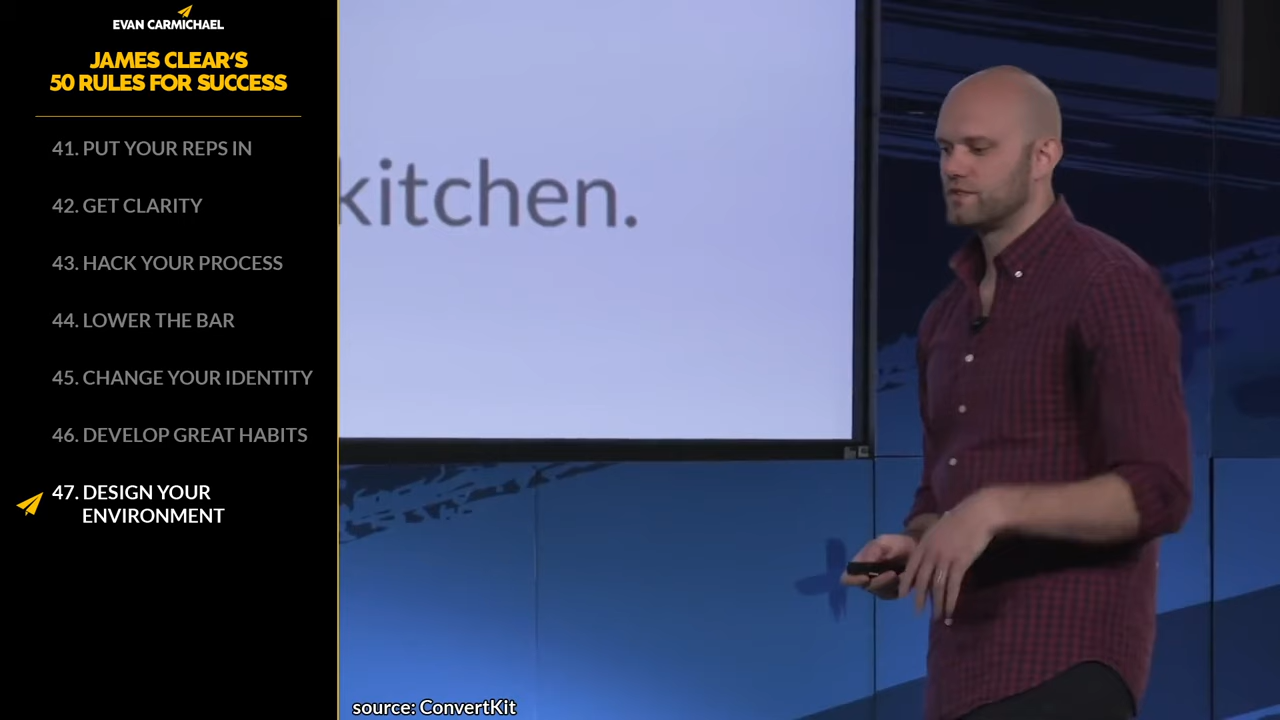 EVAN CARMICHAEL
JAMES CLEAR'S
50 RULES FOR SUCCESS
41. PUT YOUR REPS IN
42. GET CLARITY
43. HACK YOUR PROCESS
44. LOWER THE BAR
45. CHANGE YOUR IDENTITY
46. DEVELOP GREAT HABITS
47. DESIGN YOUR
ENVIRONMENT
kitchen.
source: ConvertKit